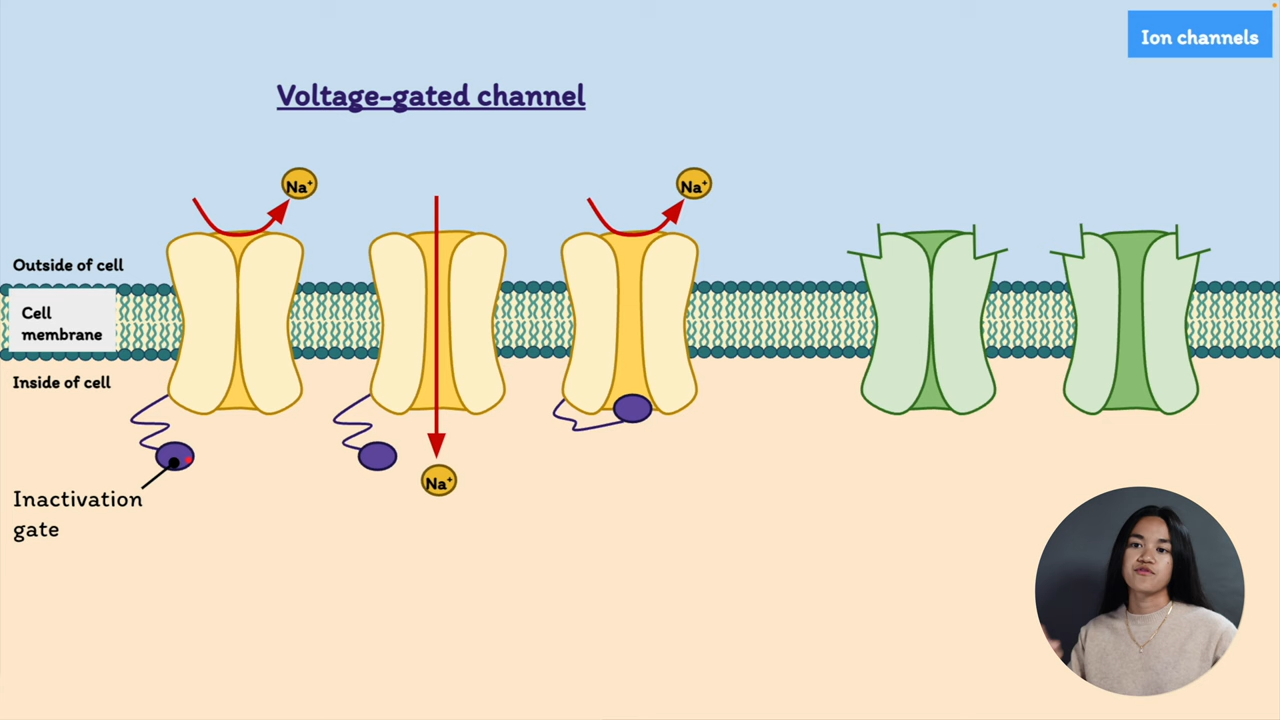 Ion channels
Voltage-gated channel
Na⁺
Na⁺
Outside of cell
Cell
membrane
Inside of cell
Na⁺
Inactivation
gate